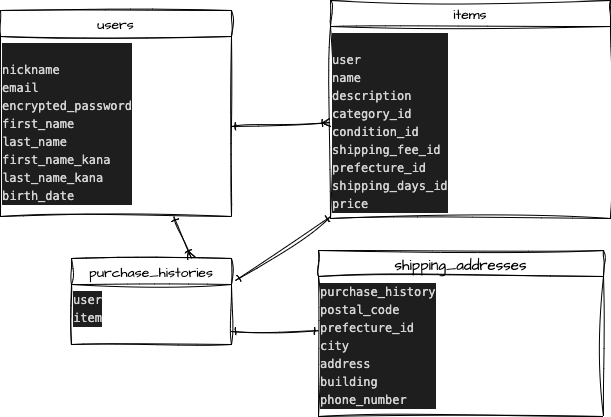 users
nickname
email
encrypted_password
first_name
last_name
first_name_kana
last_name_kana
birth_date
items
user
name
description
category_id
condition_id
shipping_fee_id
prefecture_id
shipping_days_id
price
purchase_histories
user
item
shipping_addresses
purchase_history
postal_code
prefecture_id
city
address
building
phone_number